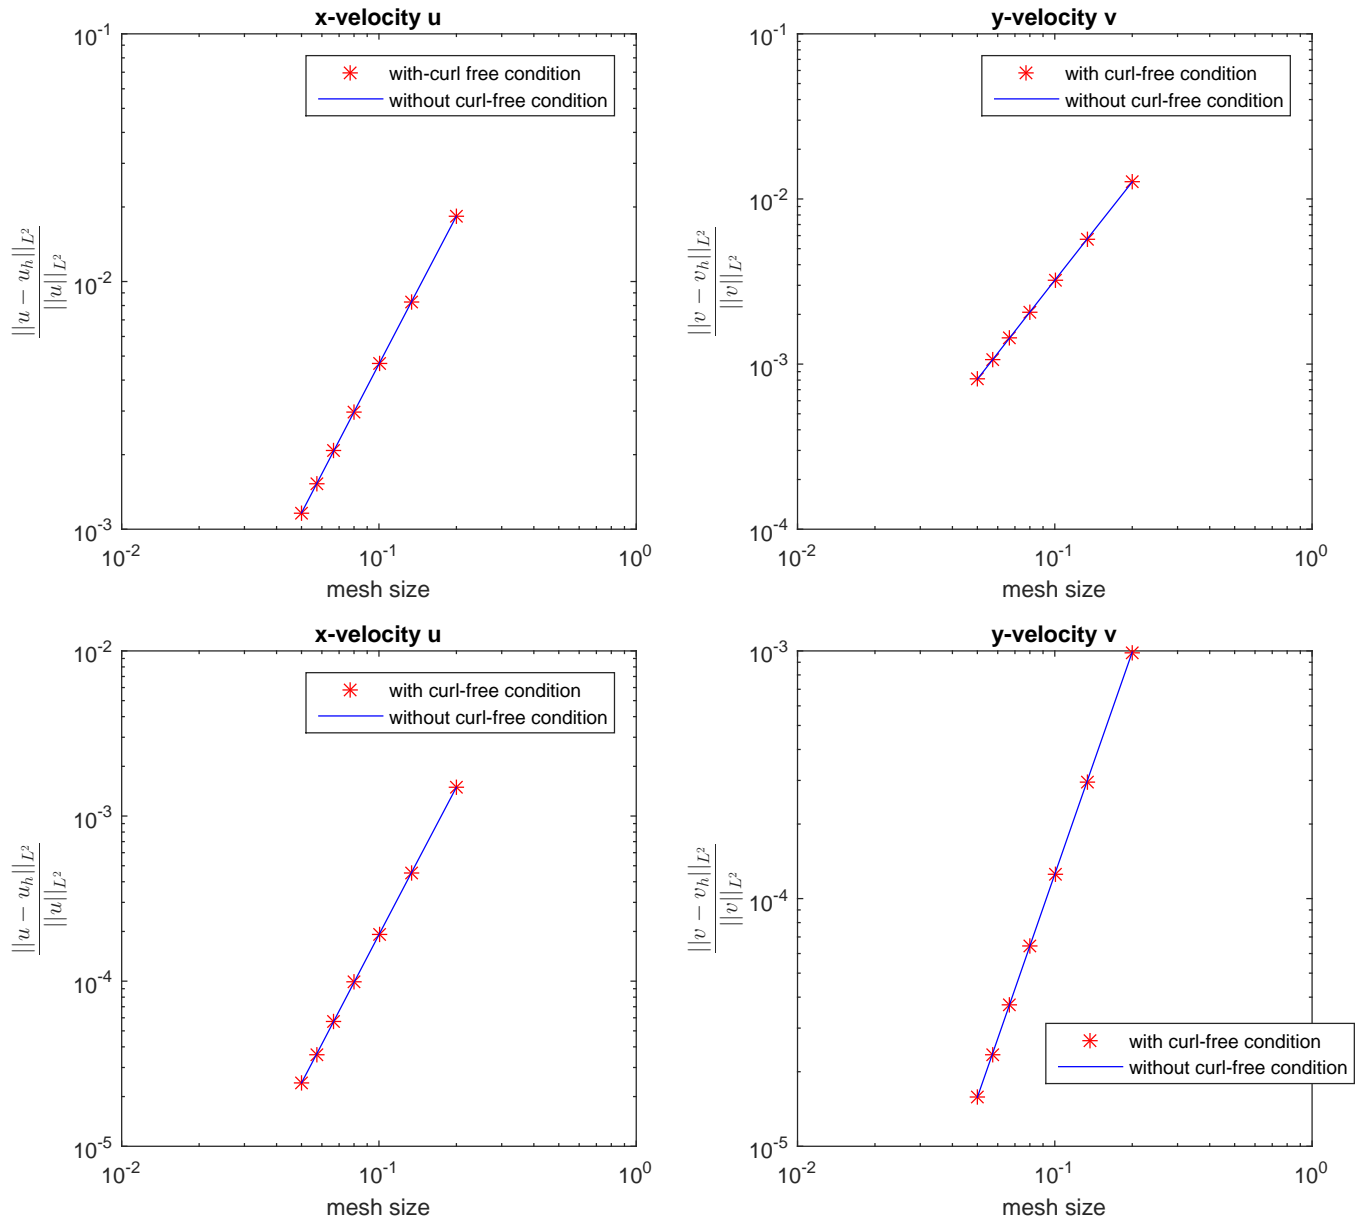 x-velocity u
10^-1
10^-2
10^-3
with-curl free condition
without curl-free condition
||u − u_h||_{L^2}
||u||_{L^2}
10^-2
10^-1
10^0
mesh size
y-velocity v
10^-1
10^-2
10^-3
10^-4
with curl-free condition
without curl-free condition
||v − v_h||_{L^2}
||v||_{L^2}
10^-2
10^-1
10^0
mesh size
x-velocity u
10^-2
10^-3
10^-4
10^-5
with curl-free condition
without curl-free condition
||u − u_h||_{L^2}
||u||_{L^2}
10^-2
10^-1
10^0
mesh size
y-velocity v
10^-3
10^-4
10^-5
with curl-free condition
without curl-free condition
||v − v_h||_{L^2}
||v||_{L^2}
10^-2
10^-1
10^0
mesh size